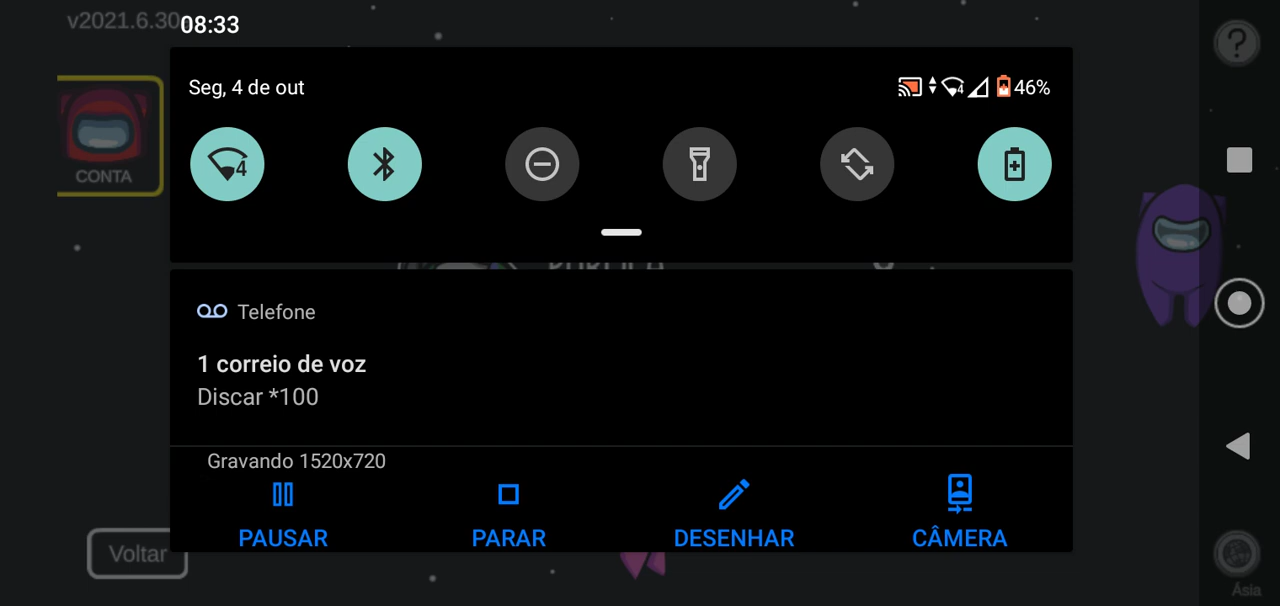 v2021.6.30
08:33
Seg, 4 de out
46%
4
CONTA
Telefone
1 correio de voz
Discar *100
Gravando 1520x720
PAUSAR
PARAR
DESENHAR
CÂMERA
Voltar
Ásia